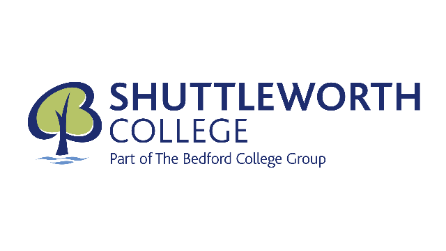 SHUTTLEWORTH
COLLEGE
Part of The Bedford College Group